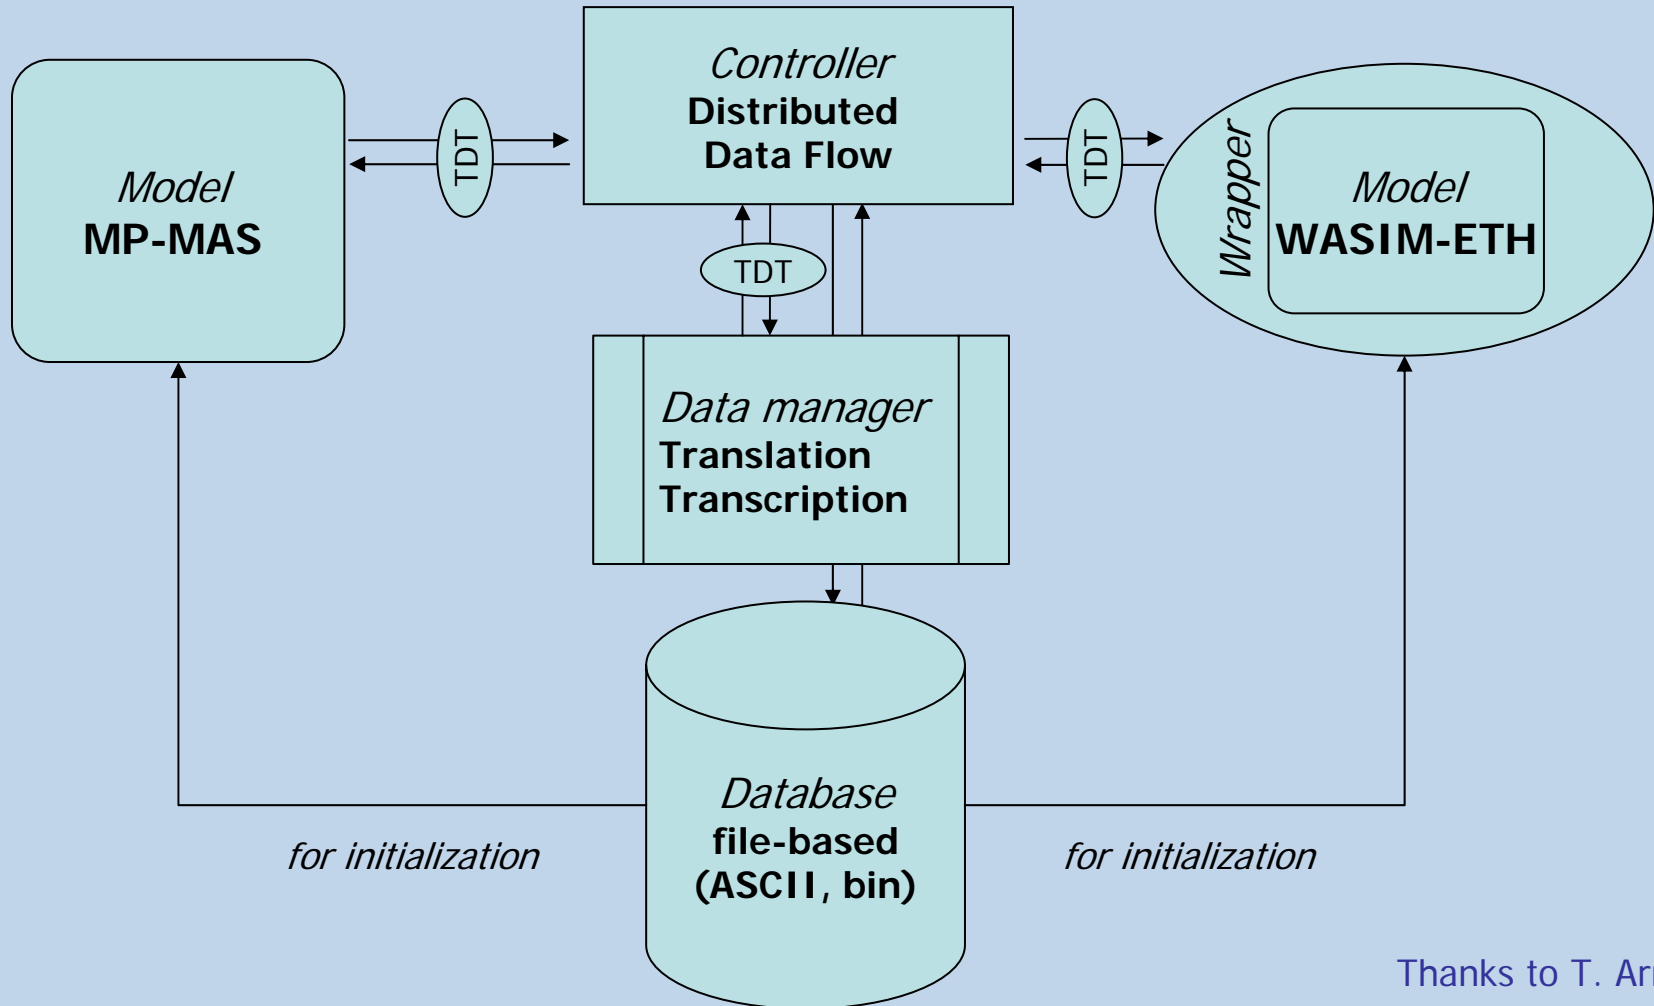 Controller
Distributed
Data Flow
Model
MP-MAS
TDT
TDT
Wrapper
Model
WASIM-ETH
TDT
Data manager
Translation
Transcription
Database
file-based
(ASCII, bin)
for initialization
for initialization
Thanks to T.